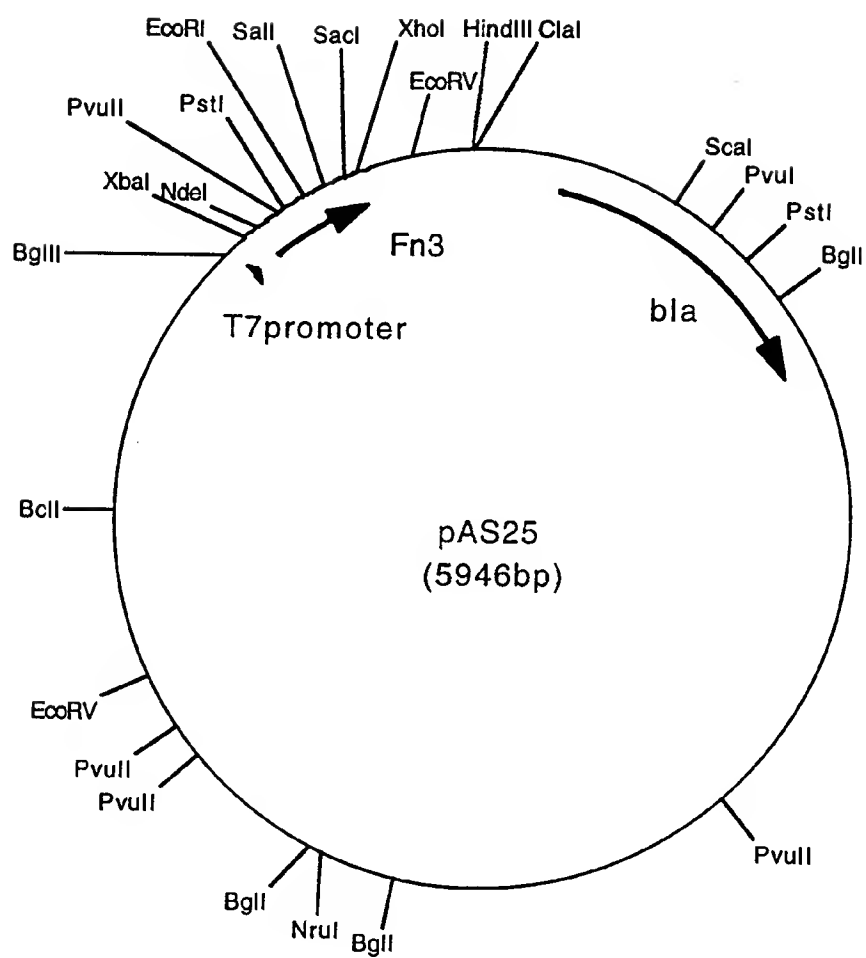 EcoRI
SalI
SacI
XhoI
HindIII
ClaI
EcoRV
PvuII
PstI
XbaI
NdeI
BglII
ScaI
PvuI
PstI
BglI
Fn3
T7promoter
bla
BclI
pAS25
(5946bp)
EcoRV
PvuII
PvuII
PvuII
BglI
NruI
BglI